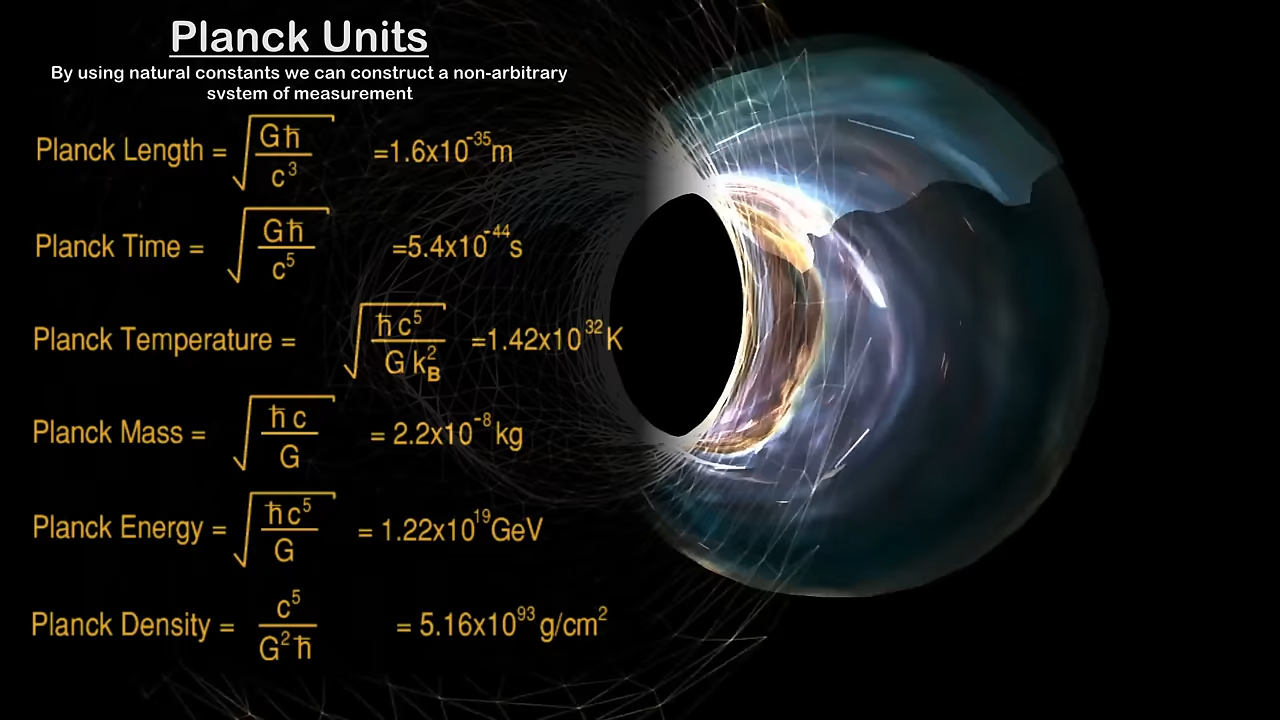 Planck Units
By using natural constants we can construct a non-arbitrary
system of measurement
Planck Length = √(Gℏ/c³) =1.6x10⁻³⁵m
Planck Time = √(Gℏ/c⁵) =5.4x10⁻⁴⁴s
Planck Temperature = √(ℏc⁵/Gk²_B) =1.42x10³²K
Planck Mass = √(ℏc/G) = 2.2x10⁻⁸kg
Planck Energy = √(ℏc⁵/G) = 1.22x10¹⁹GeV
Planck Density = c⁵/G²ℏ = 5.16x10⁹³g/cm²